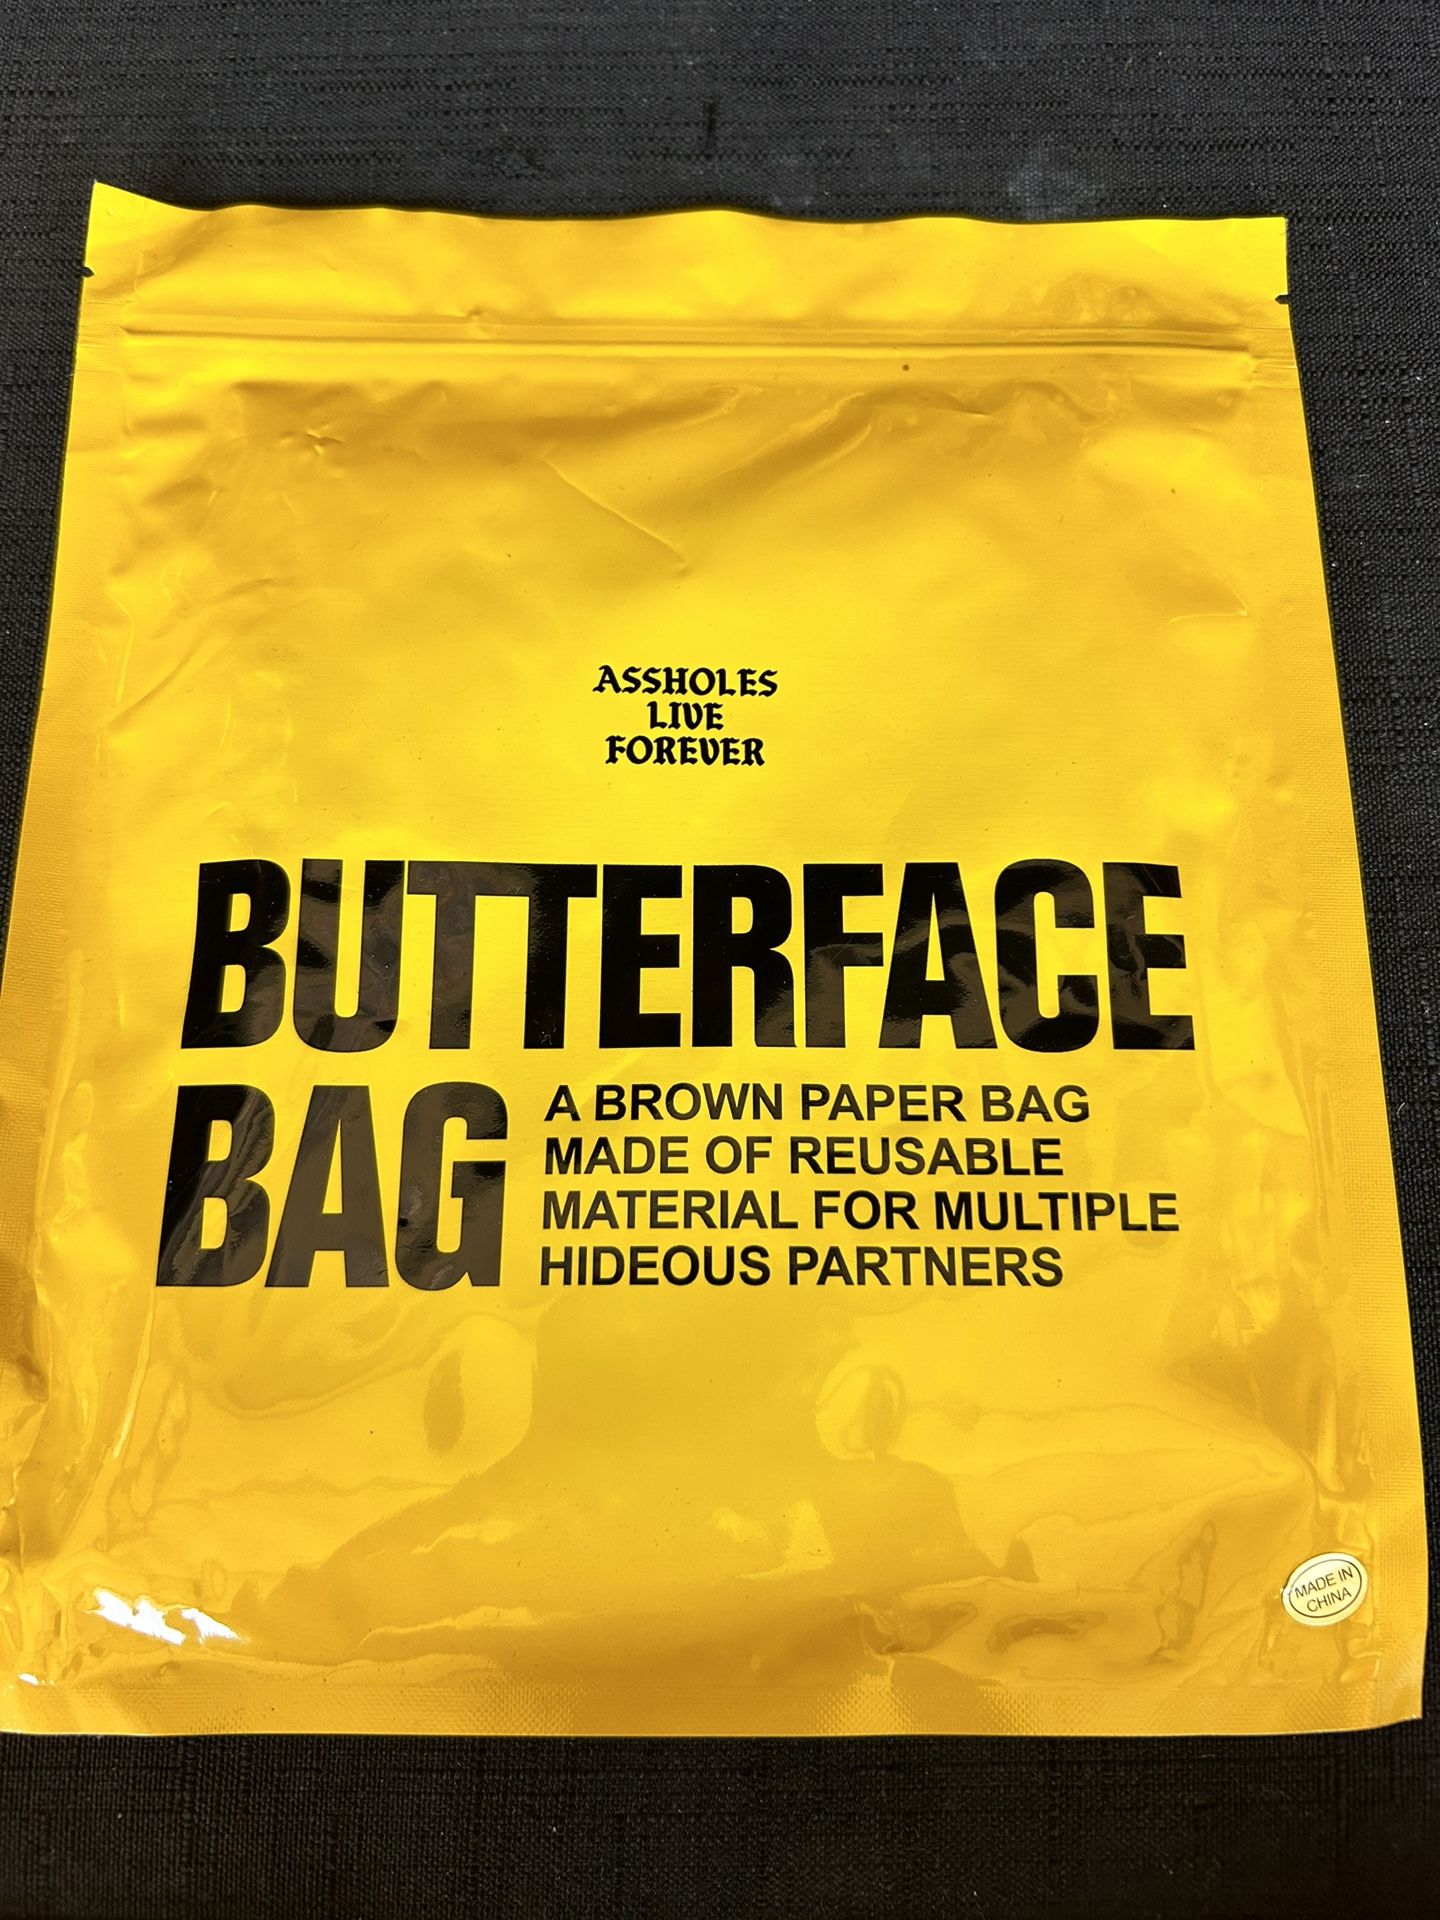 ASSHOLES
LIVE
FOREVER
BUTTERFACE
BAG
A BROWN PAPER BAG
MADE OF REUSABLE
MATERIAL FOR MULTIPLE
HIDEOUS PARTNERS
MADE IN
CHINA